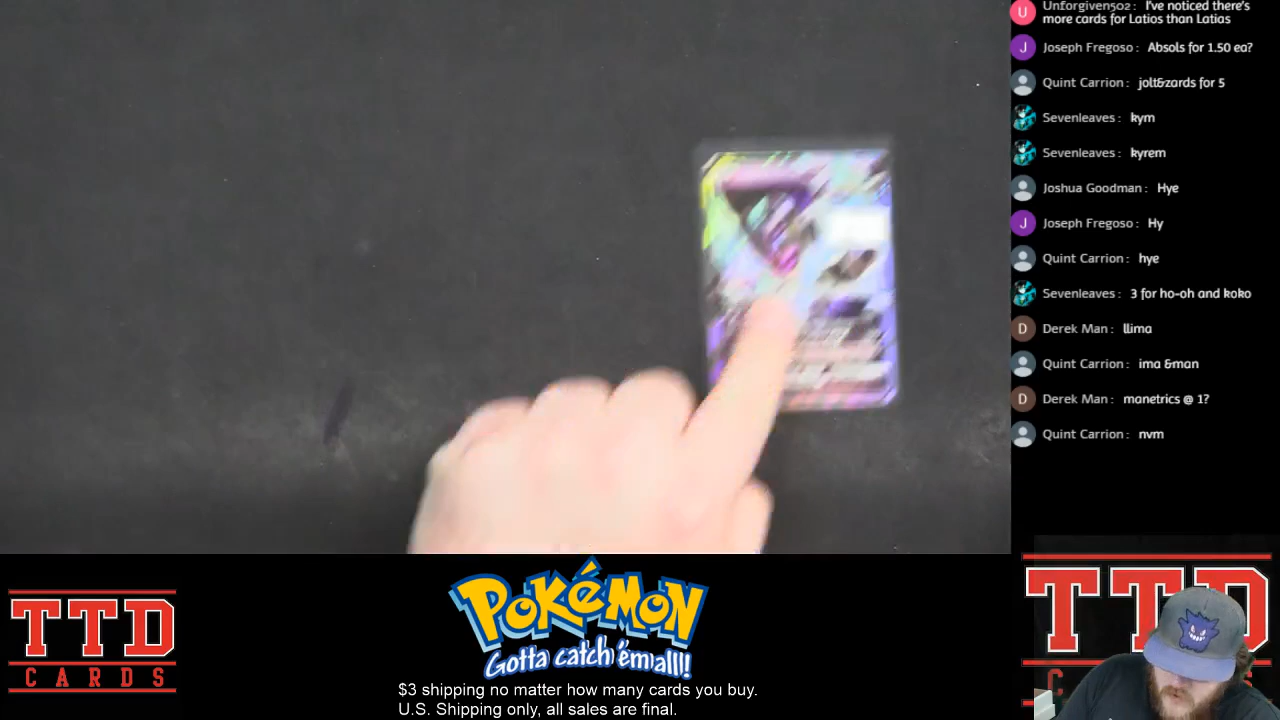 Unforgiven502 : I've noticed there's
more cards for Latios than Latias
J Joseph Fregoso : Absols for 1.50 ea?
Quint Carrion : jolt&zards for 5
Sevenleaves : kym
Sevenleaves : kyrem
Joshua Goodman : Hye
J Joseph Fregoso : Hy
Quint Carrion : hye
Sevenleaves : 3 for ho-oh and koko
D Derek Man : llima
Quint Carrion : ima &man
D Derek Man : manetrics @ 1?
Quint Carrion : nvm
TTD
CARDS
POKéMON
Gotta catch 'em all!!
$3 shipping no matter how many cards you buy.
U.S. Shipping only, all sales are final.
TTD